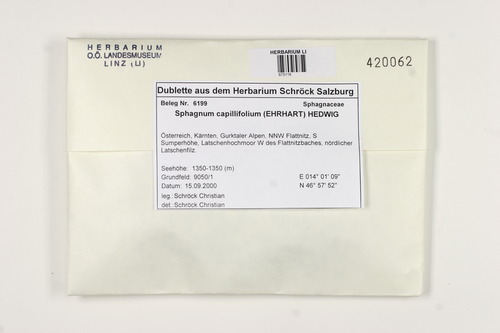 HERBARIUM
O.Ö. LANDESMUSEUM
LINZ (LI)
HERBARIUM LI
420062
Dublette aus dem Herbarium Schröck Salzburg
Beleg Nr. 6199 Sphagnaceae
Sphagnum capillifolium (EHRHART) HEDWIG
Österreich, Kärnten, Gurktaler Alpen, NNW Flattnitz, S
Sumperhöhe, Latschenhochmoor W des Flattnitzbaches, nördlicher
Latschenfilz.
Seehöhe: 1350-1350 (m)
Grundfeld: 9050/1 E 014° 01' 09"
Datum: 15.09.2000 N 46° 57' 52"
leg.: Schröck Christian
det.: Schröck Christian